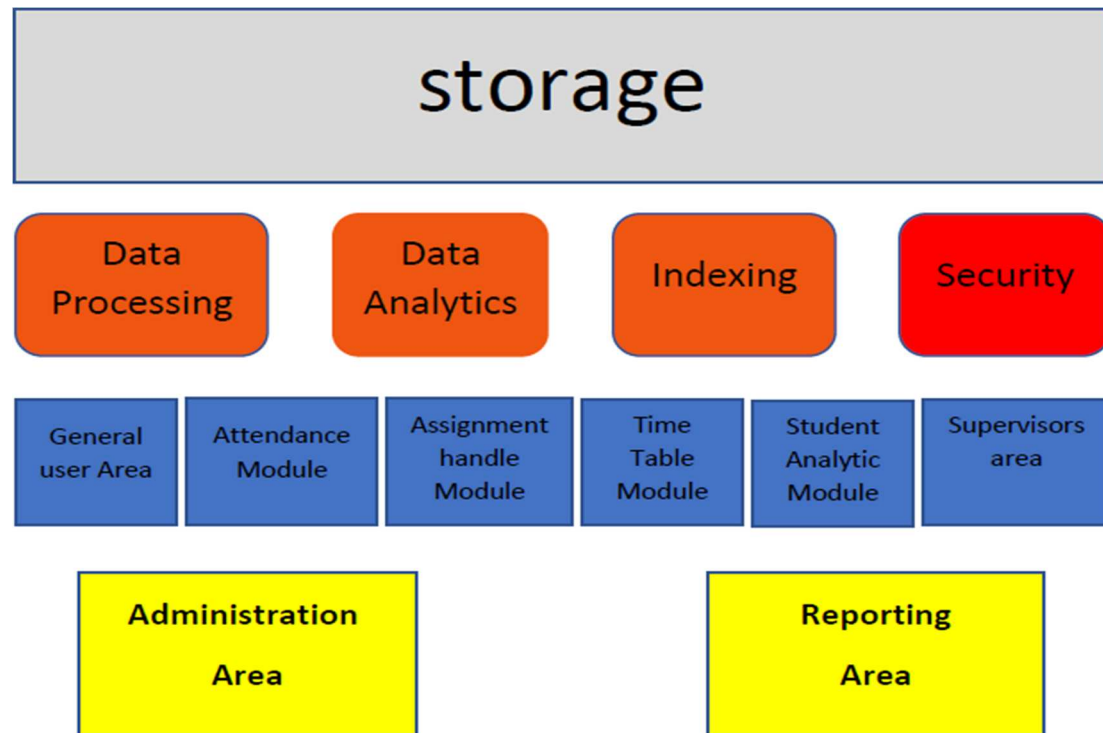 storage
Data
Processing
Data
Analytics
Indexing
Security
General
user Area
Attendance
Module
Assignment
handle
Module
Time
Table
Module
Student
Analytic
Module
Supervisors
area
Administration
Area
Reporting
Area